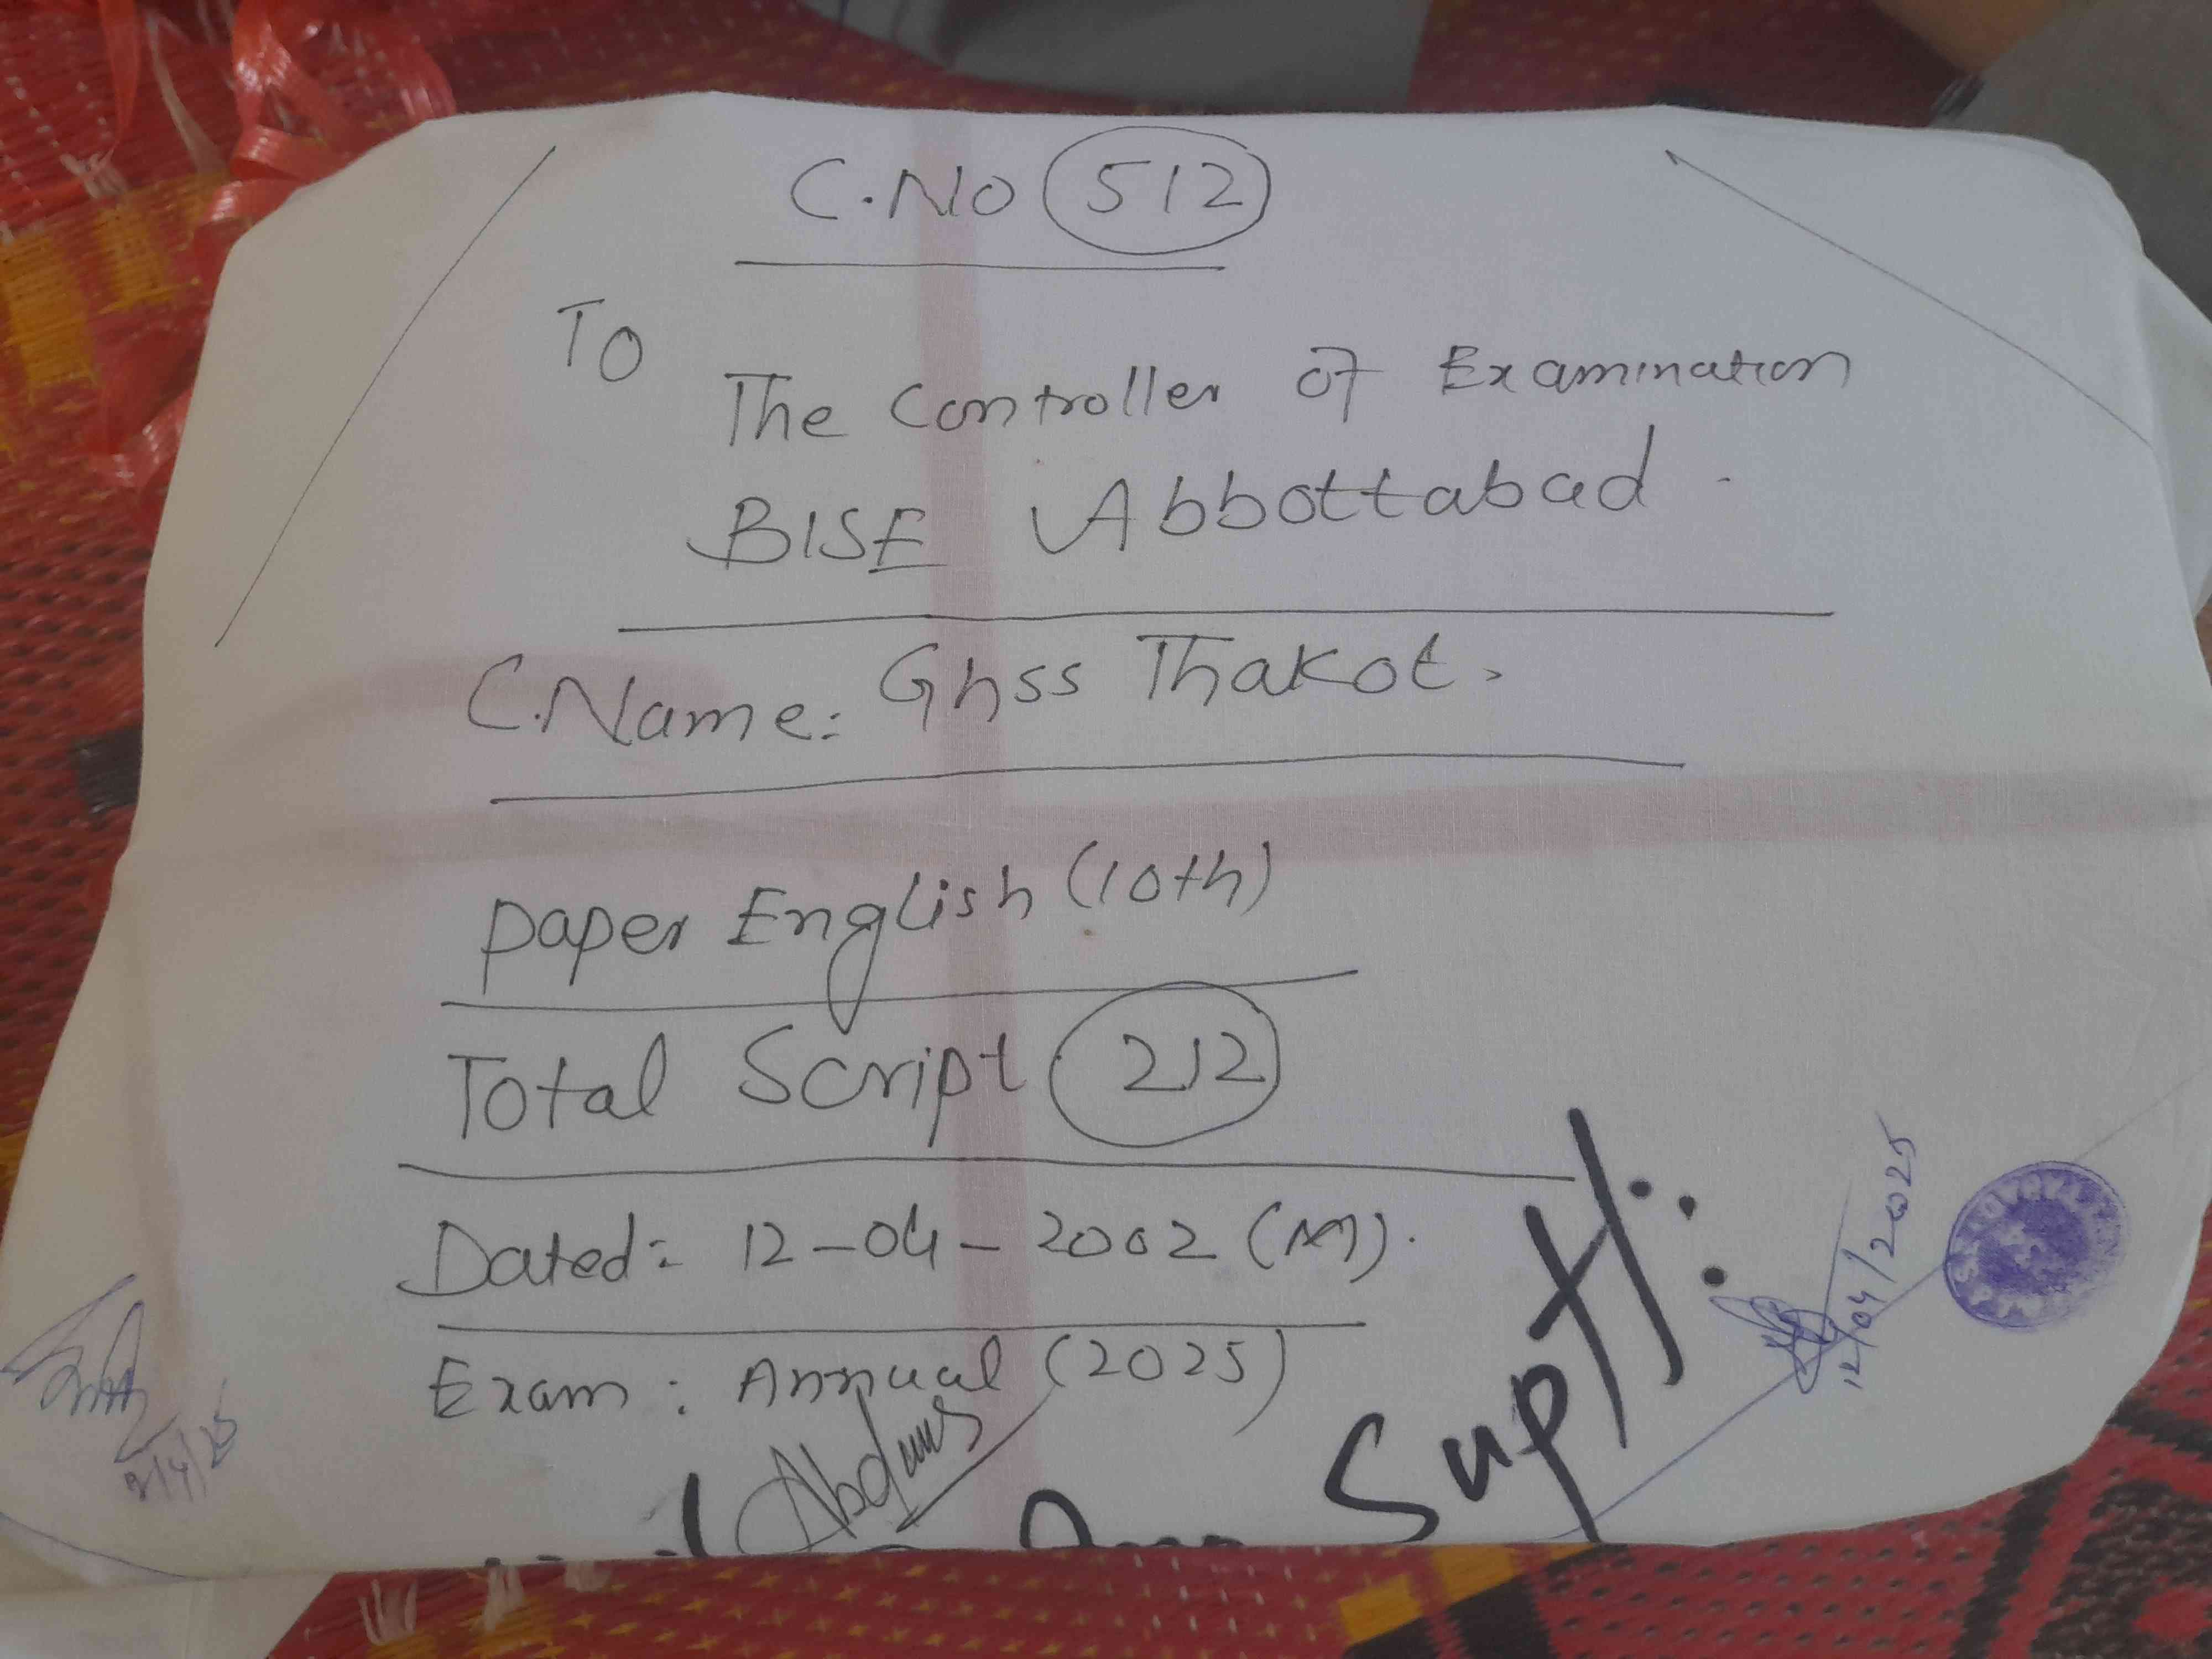 C.No 512
To
The Controller of Examination
BISE Abbottabad.
C.Name: Ghss Thakot.
Paper English (10th)
Total Script 212
Dated: 12-04-2002 (M).
Exam: Annual (2025)
Suptt:
12/04/2025